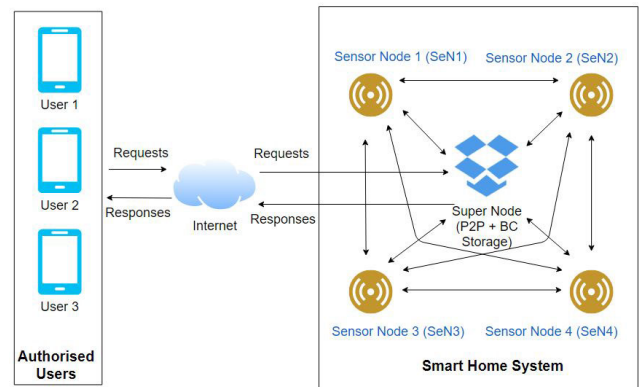 User 1
User 2
User 3
Authorised
Users
Requests
Responses
Internet
Requests
Responses
Sensor Node 1 (SeN1)
Sensor Node 2 (SeN2)
Super Node
(P2P + BC
Storage)
Sensor Node 3 (SeN3)
Sensor Node 4 (SeN4)
Smart Home System